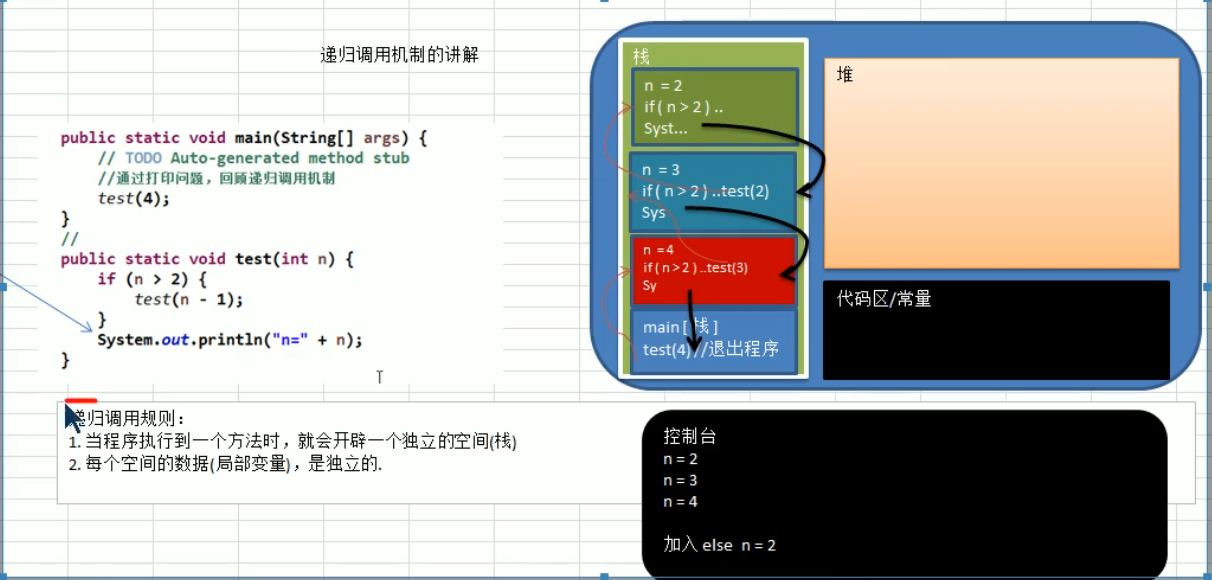 递归调用机制的讲解
public static void main(String[] args) {
// TODO Auto-generated method stub
//通过打印问题，回顾递归调用机制
test(4);
}
//
public static void test(int n) {
if (n > 2) {
test(n - 1);
}
System.out.println("n=" + n);
}
递归调用规则：
1. 当程序执行到一个方法时，就会开辟一个独立的空间(栈)
2. 每个空间的数据(局部变量)，是独立的.
栈
n = 2
if ( n > 2 ) ..
Syst...
n = 3
if ( n > 2 ) ..test(2)
Sys
n = 4
if ( n > 2 ) ..test(3)
Sy
main [ 栈 ]
test(4) //退出程序
堆
代码区/常量
控制台
n = 2
n = 3
n = 4
加入 else n = 2